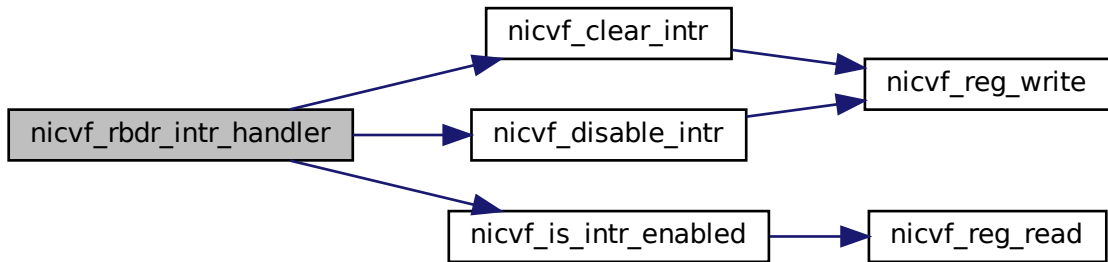 nicvf_clear_intr
nicvf_reg_write
nicvf_rbdr_intr_handler
nicvf_disable_intr
nicvf_is_intr_enabled
nicvf_reg_read